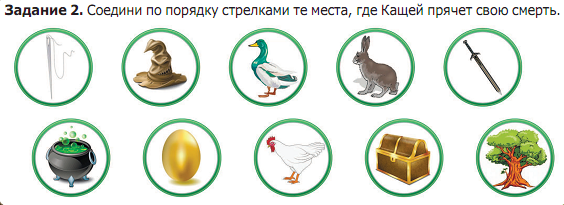 Задание 2. Соедини по порядку стрелками те места, где Кащей прячет свою смерть.